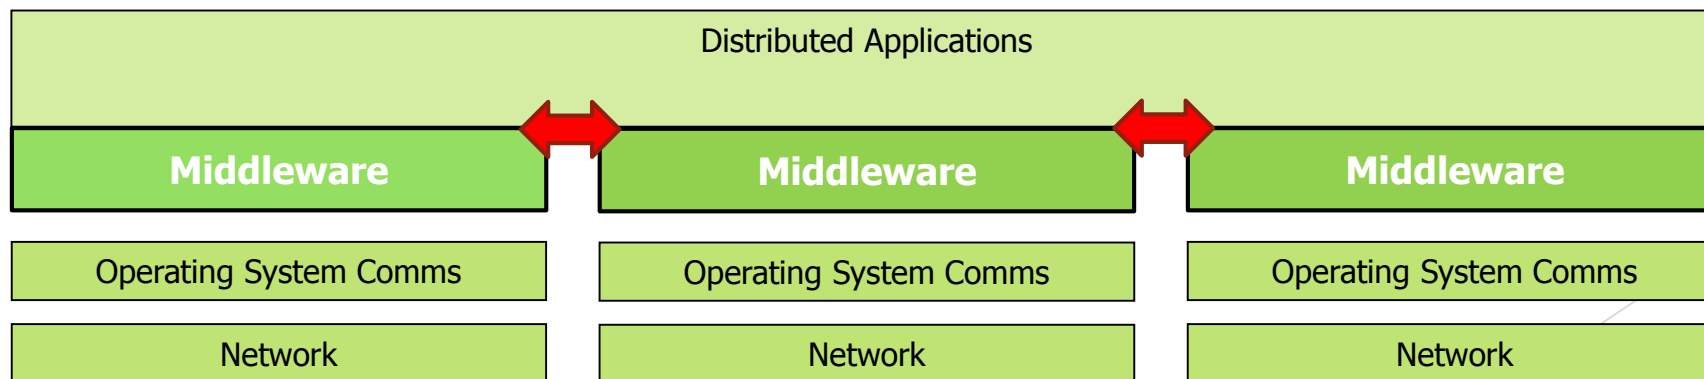 Distributed Applications
Middleware
Middleware
Middleware
Operating System Comms
Operating System Comms
Operating System Comms
Network
Network
Network